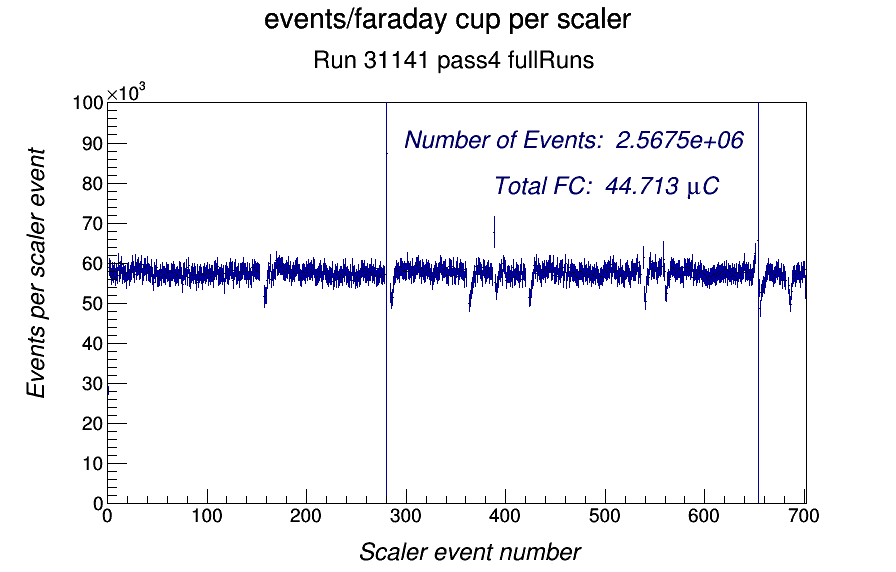 events/faraday cup per scaler
Run 31141 pass4 fullRuns
×10³
100
90
80
70
60
50
40
30
20
10
0
Events per scaler event
Number of Events: 2.5675e+06
Total FC: 44.713 μC
0 100 200 300 400 500 600 700
Scaler event number